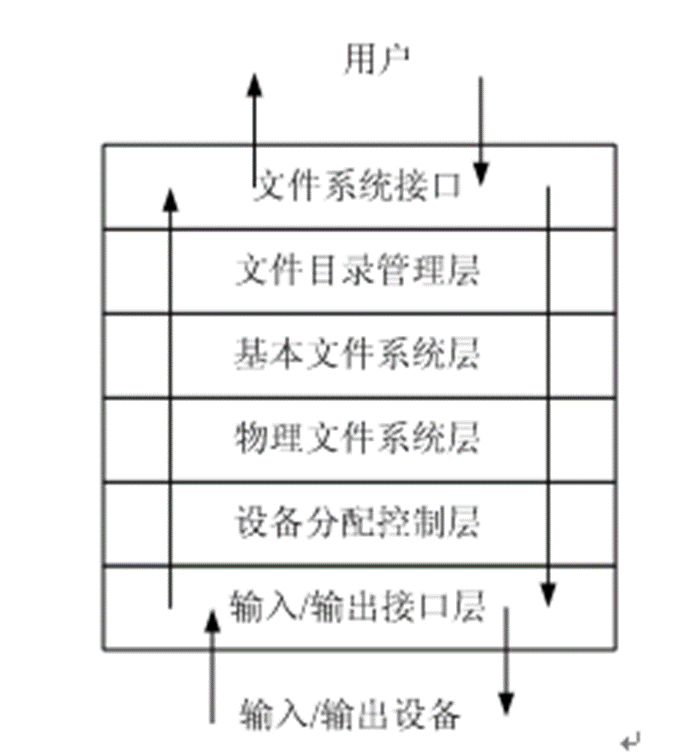 用户
文件系统接口
文件目录管理层
基本文件系统层
物理文件系统层
设备分配控制层
输入/输出接口层
输入/输出设备